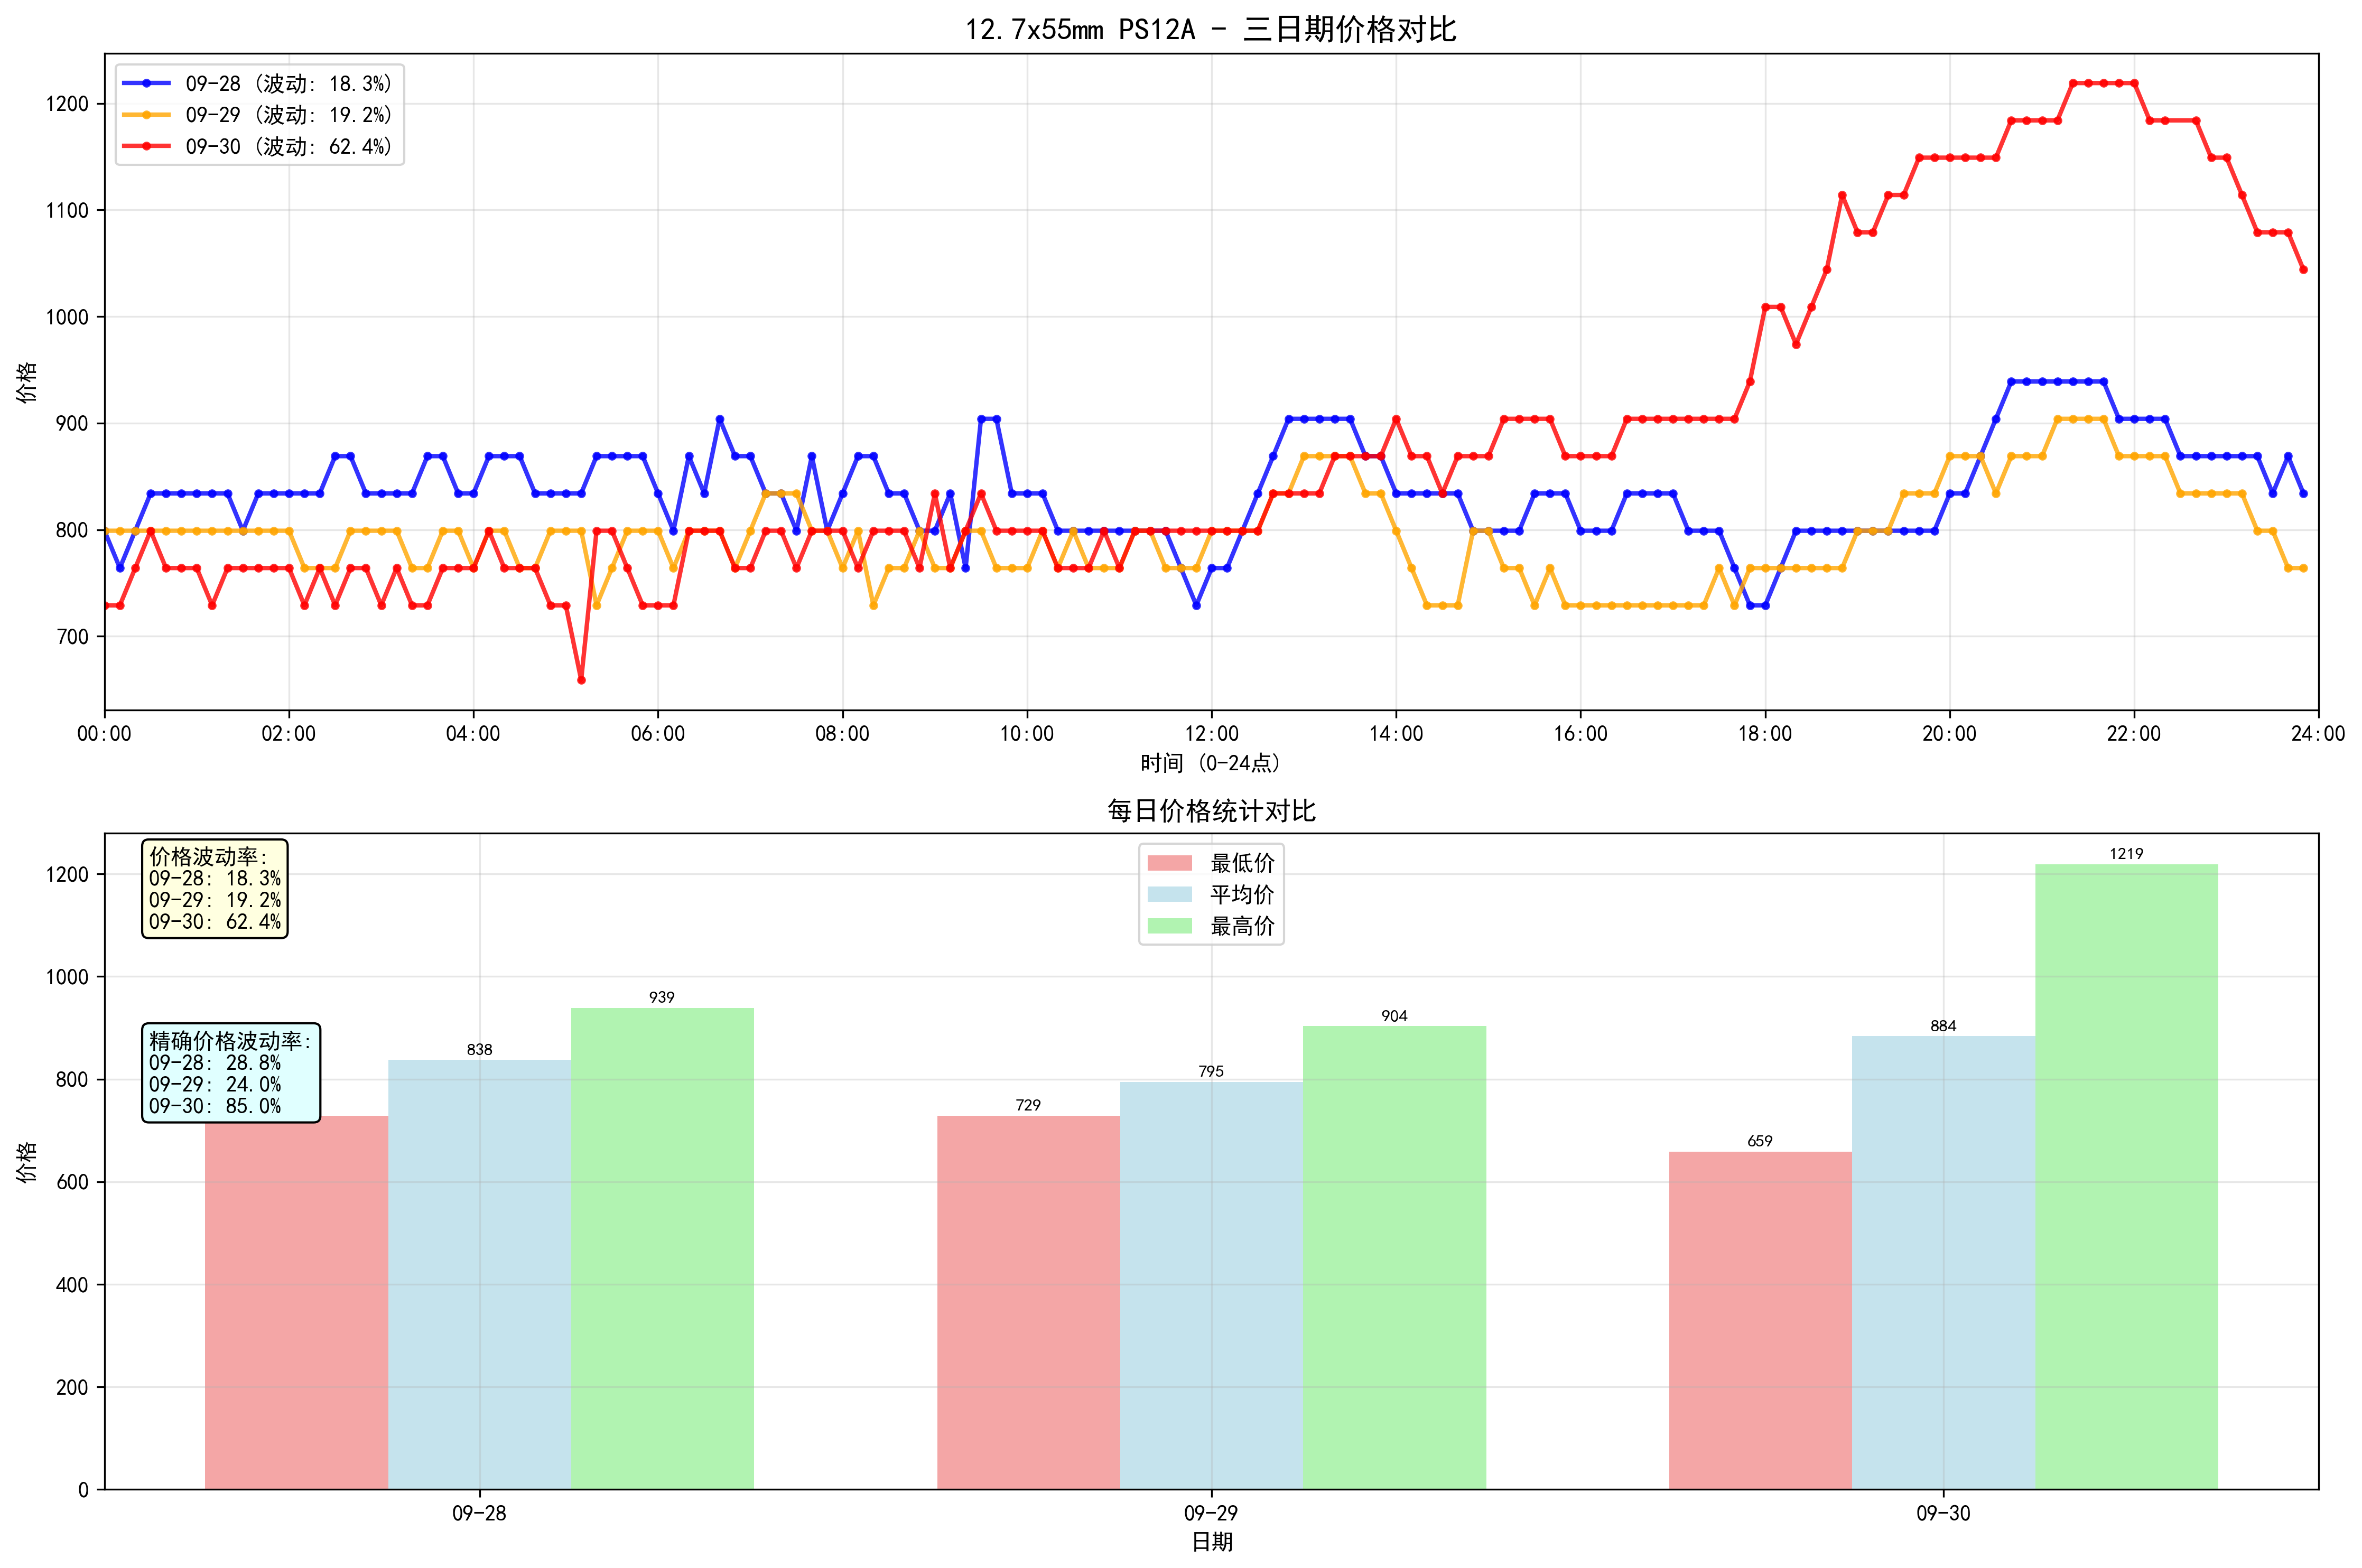 12.7x55mm PS12A - 三日期价格对比
09-28 (波动: 18.3%)
09-29 (波动: 19.2%)
09-30 (波动: 62.4%)
价格
1200
1100
1000
900
800
700
00:00 02:00 04:00 06:00 08:00 10:00 12:00 14:00 16:00 18:00 20:00 22:00 24:00
时间 (0-24点)
每日价格统计对比
价格波动率:
09-28: 18.3%
09-29: 19.2%
09-30: 62.4%
精确价格波动率:
09-28: 28.8%
09-29: 24.0%
09-30: 85.0%
最低价
平均价
最高价
价格
1200
1000
800
600
400
200
0
838
939
729
795
904
659
884
1219
09-28 09-29 09-30
日期